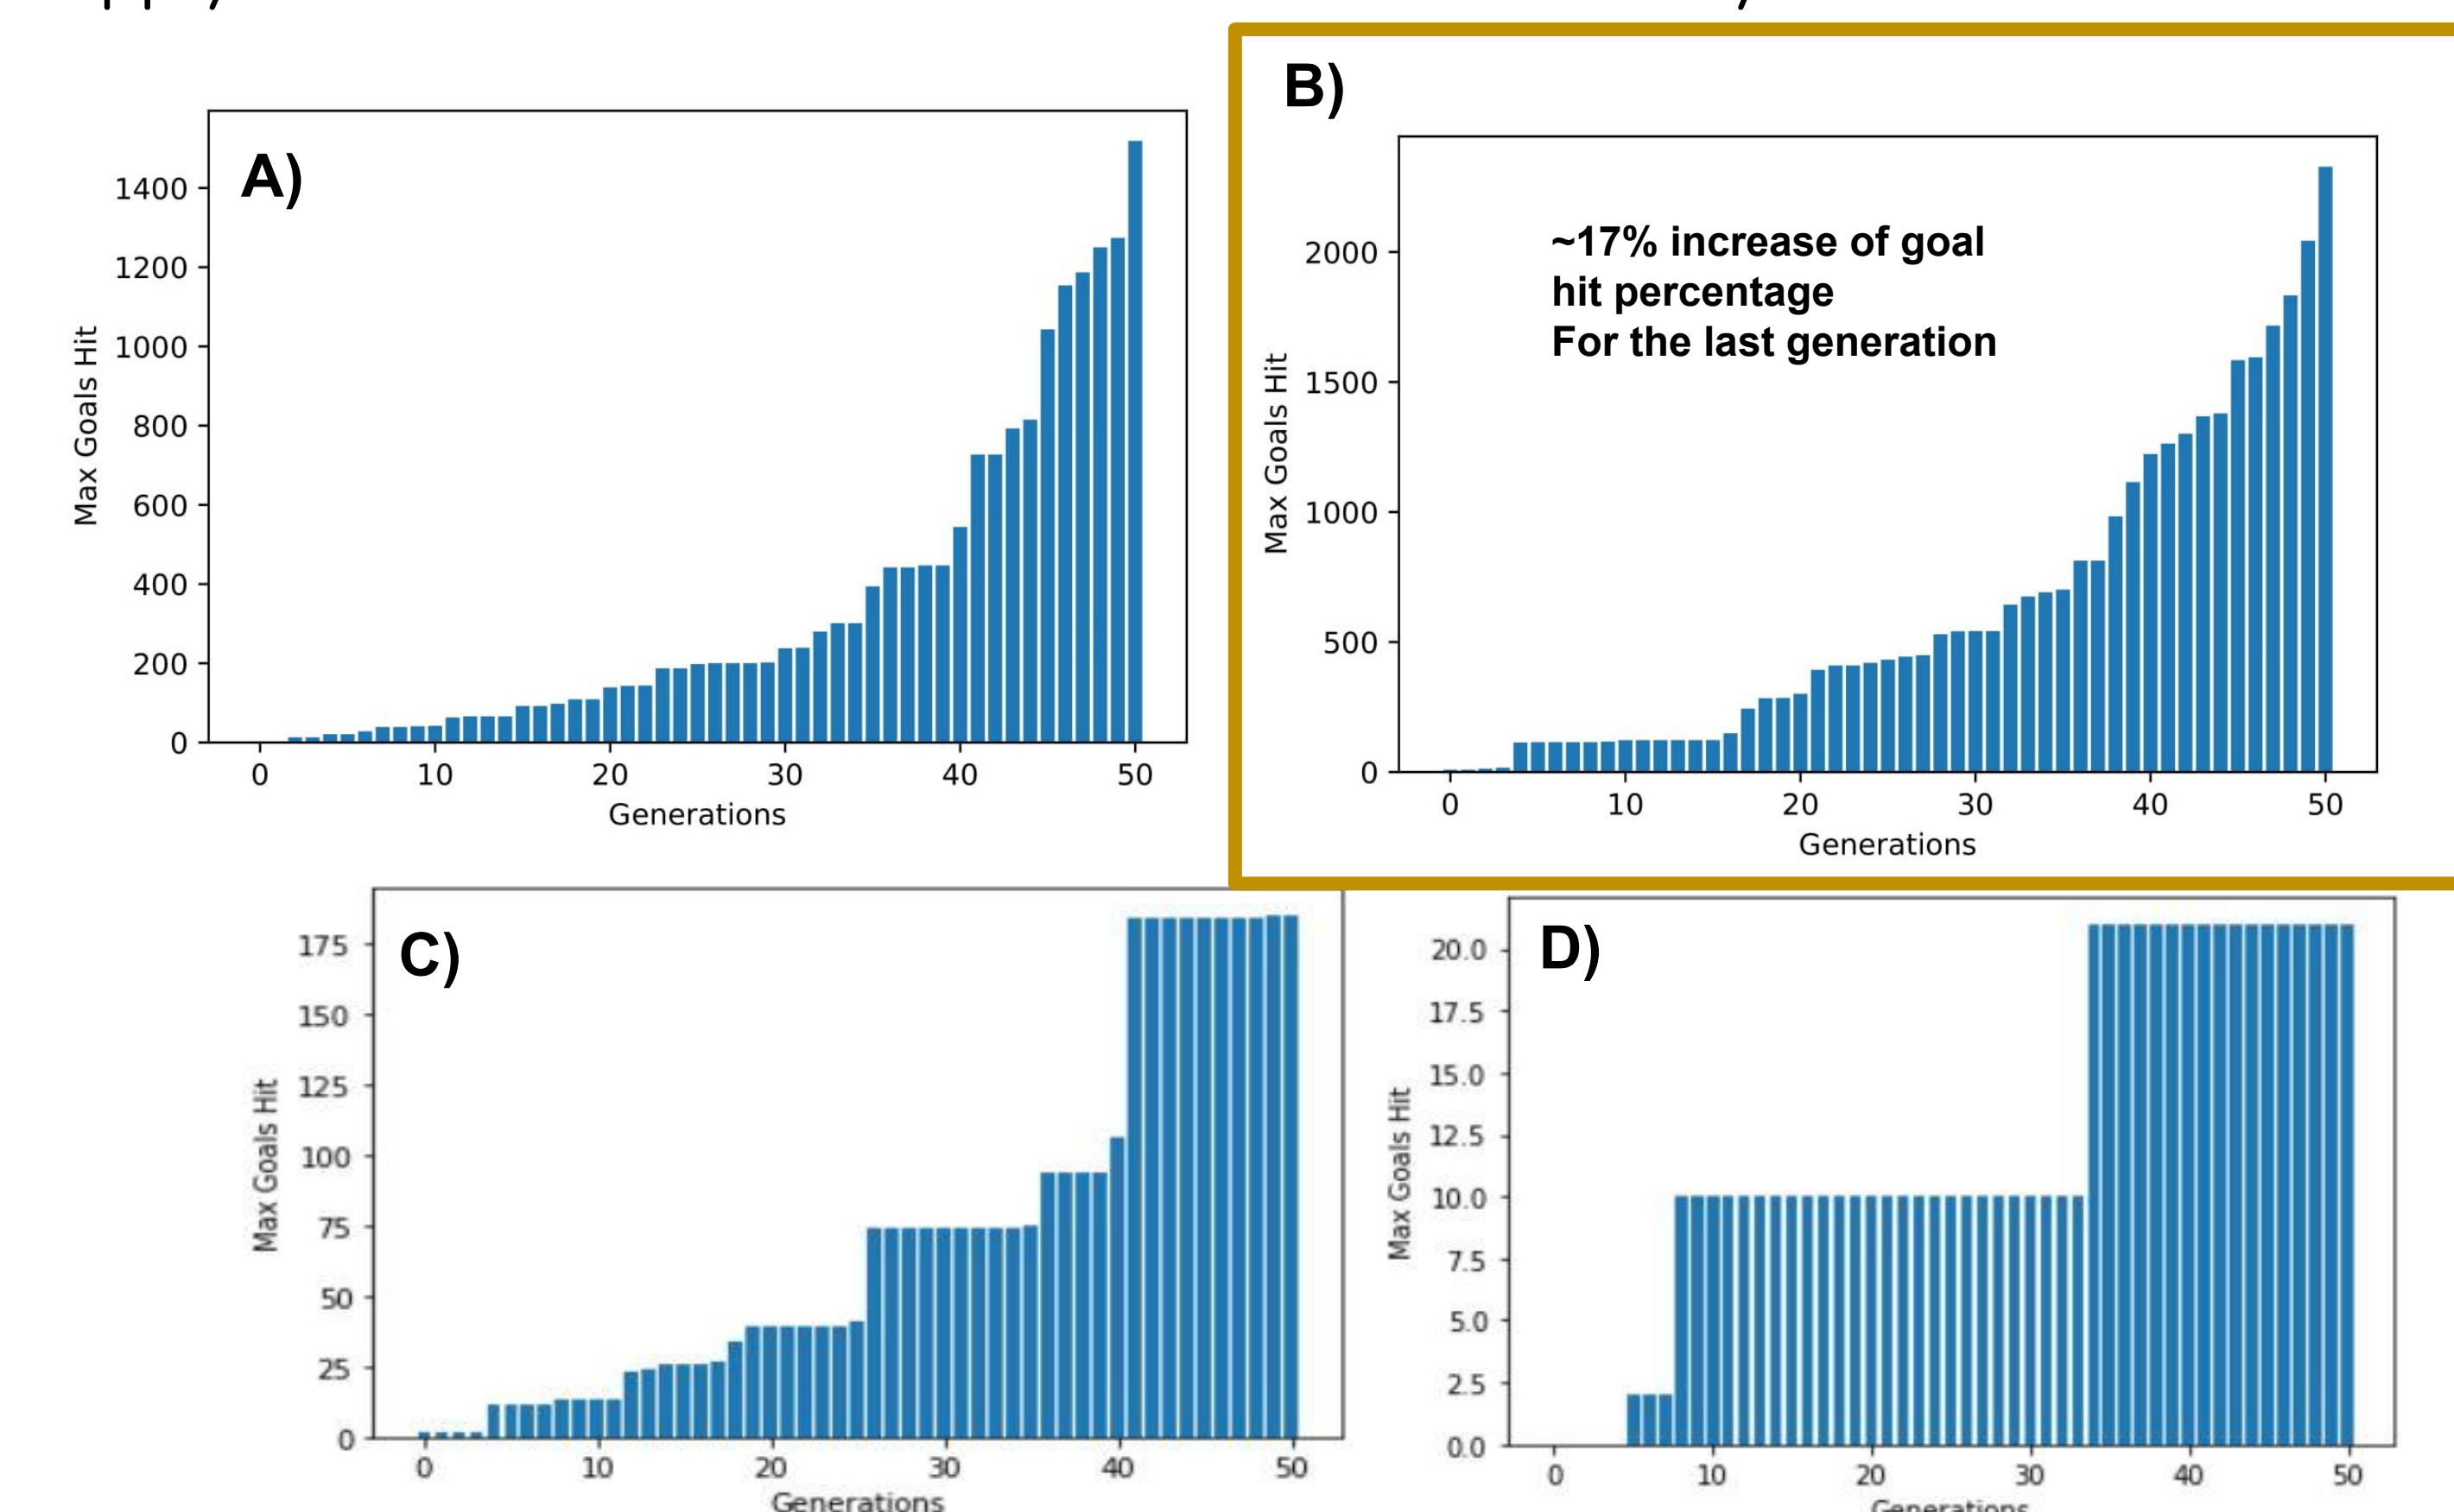 A)
1400
1200
1000
800
600
400
200
0
Max Goals Hit
0 10 20 30 40 50
Generations
B)
~17% increase of goal
hit percentage
For the last generation
2000
1500
1000
500
0
Max Goals Hit
0 10 20 30 40 50
Generations
C)
175
150
125
100
75
50
25
0
Max Goals Hit
0 10 20 30 40 50
Generations
D)
20.0
17.5
15.0
12.5
10.0
7.5
5.0
2.5
0.0
Max Goals Hit
0 10 20 30 40 50
Generations